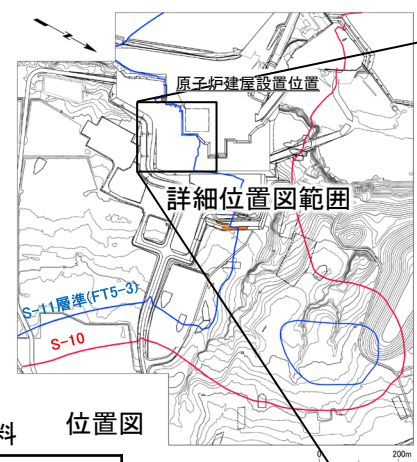 原子炉建屋設置位置
詳細位置図範囲
S-11層準(FT5-3)
S-10
位置図
料
0 200m